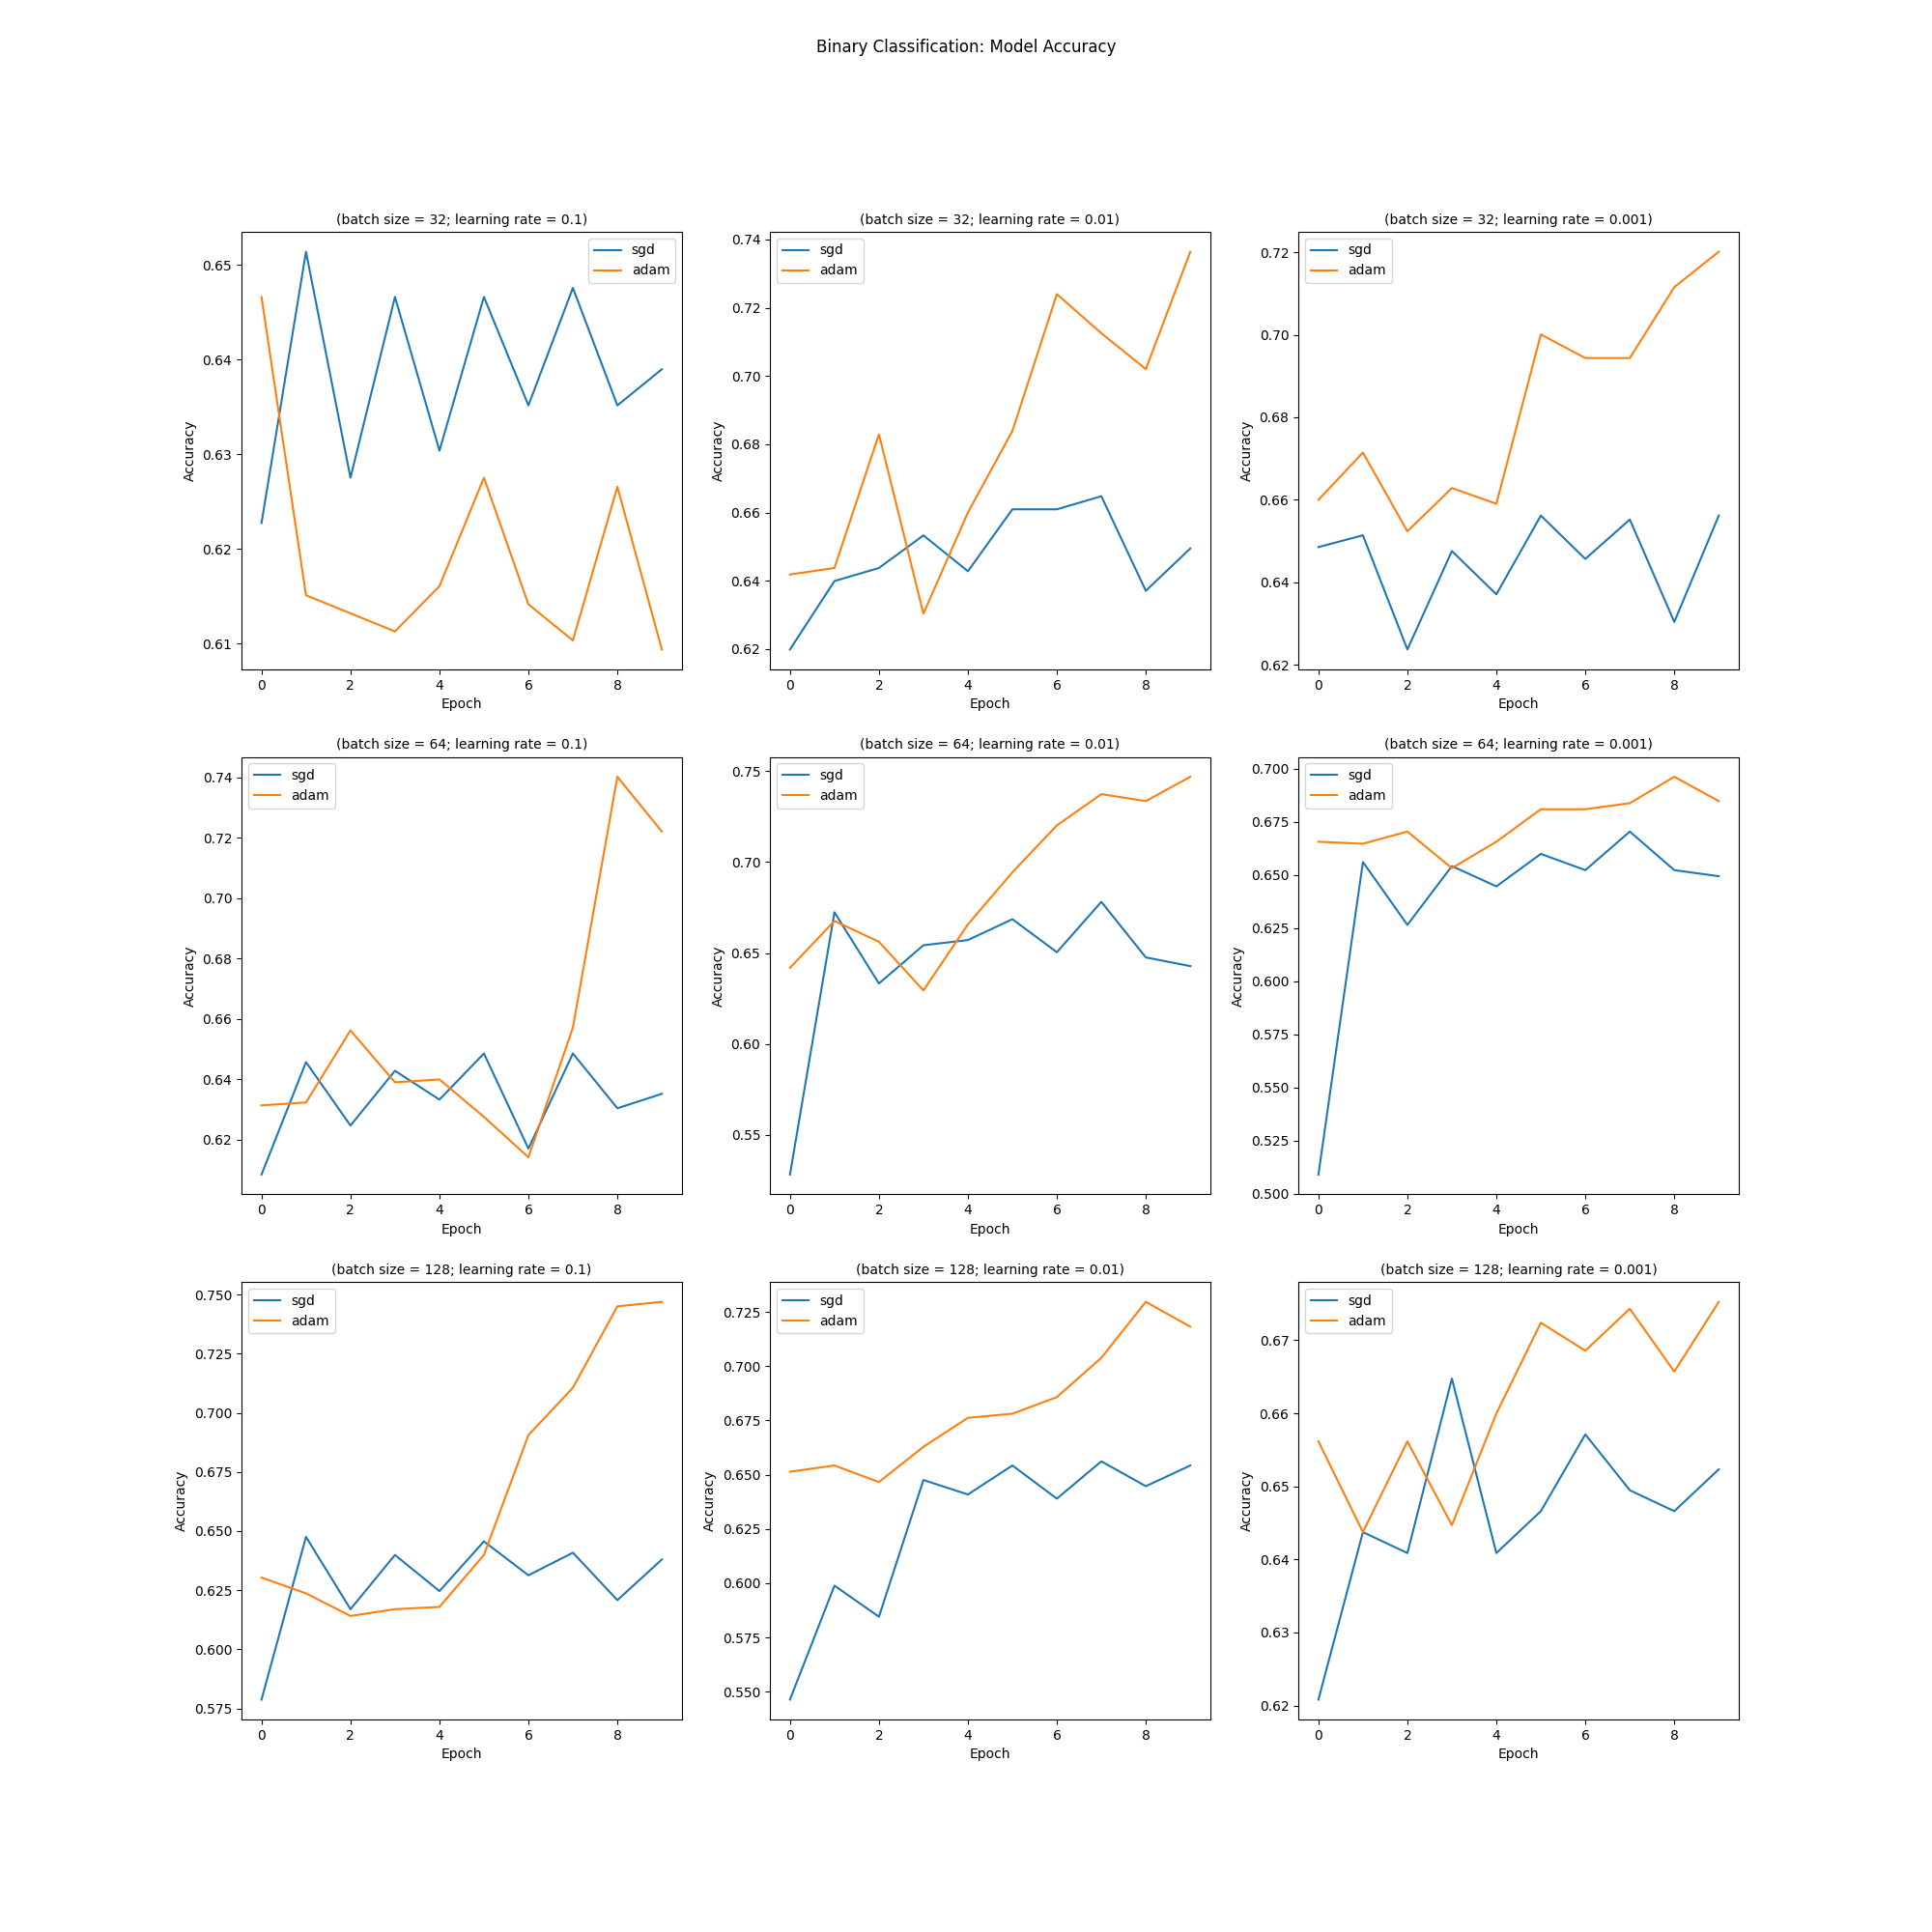 Binary Classification: Model Accuracy
(batch size = 32; learning rate = 0.1)
sgd
adam
0.65
0.64
0.63
0.62
0.61
Accuracy
0 2 4 6 8
Epoch
(batch size = 32; learning rate = 0.01)
sgd
adam
0.74
0.72
0.70
0.68
0.66
0.64
0.62
Accuracy
0 2 4 6 8
Epoch
(batch size = 32; learning rate = 0.001)
sgd
adam
0.72
0.70
0.68
0.66
0.64
0.62
Accuracy
0 2 4 6 8
Epoch
(batch size = 64; learning rate = 0.1)
sgd
adam
0.74
0.72
0.70
0.68
0.66
0.64
0.62
Accuracy
0 2 4 6 8
Epoch
(batch size = 64; learning rate = 0.01)
sgd
adam
0.75
0.70
0.65
0.60
0.55
Accuracy
0 2 4 6 8
Epoch
(batch size = 64; learning rate = 0.001)
sgd
adam
0.700
0.675
0.650
0.625
0.600
0.575
0.550
0.525
0.500
Accuracy
0 2 4 6 8
Epoch
(batch size = 128; learning rate = 0.1)
sgd
adam
0.750
0.725
0.700
0.675
0.650
0.625
0.600
0.575
Accuracy
0 2 4 6 8
Epoch
(batch size = 128; learning rate = 0.01)
sgd
adam
0.725
0.700
0.675
0.650
0.625
0.600
0.575
0.550
Accuracy
0 2 4 6 8
Epoch
(batch size = 128; learning rate = 0.001)
sgd
adam
0.67
0.66
0.65
0.64
0.63
0.62
Accuracy
0 2 4 6 8
Epoch